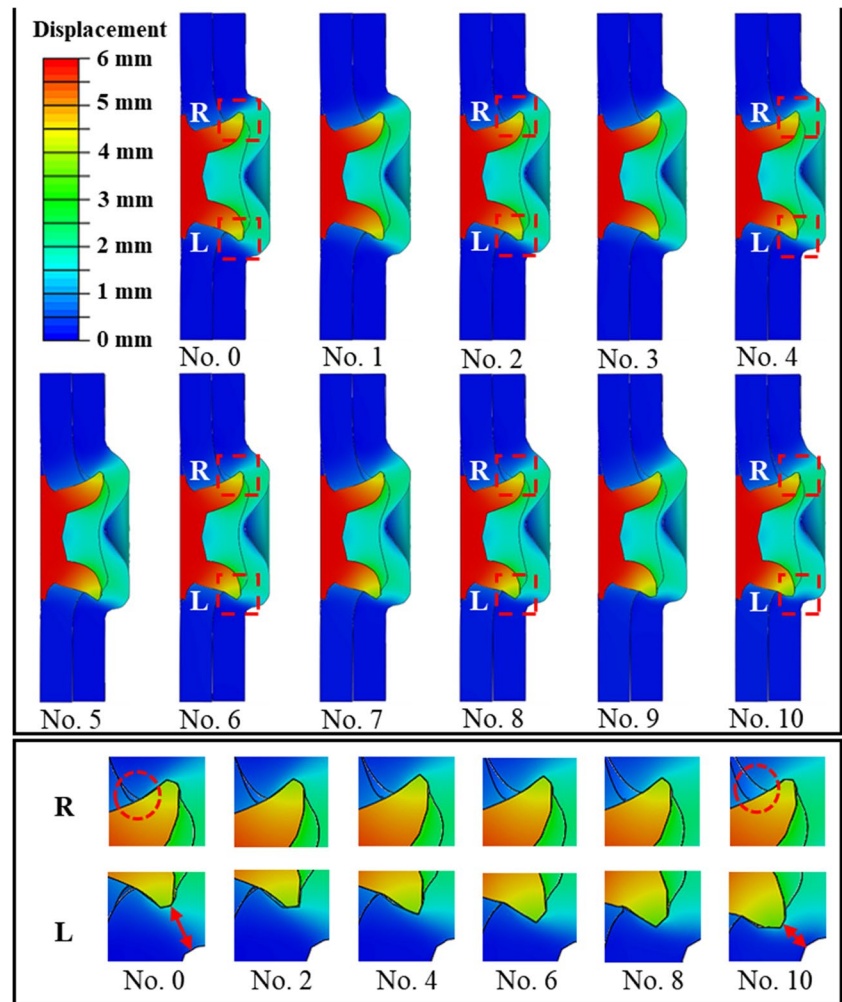 Displacement
6 mm
5 mm
4 mm
3 mm
2 mm
1 mm
0 mm
R
R
R
L
L
L
No. 0
No. 1
No. 2
No. 3
No. 4
R
R
R
L
L
L
No. 5
No. 6
No. 7
No. 8
No. 9
No. 10
R
L
No. 0
No. 2
No. 4
No. 6
No. 8
No. 10